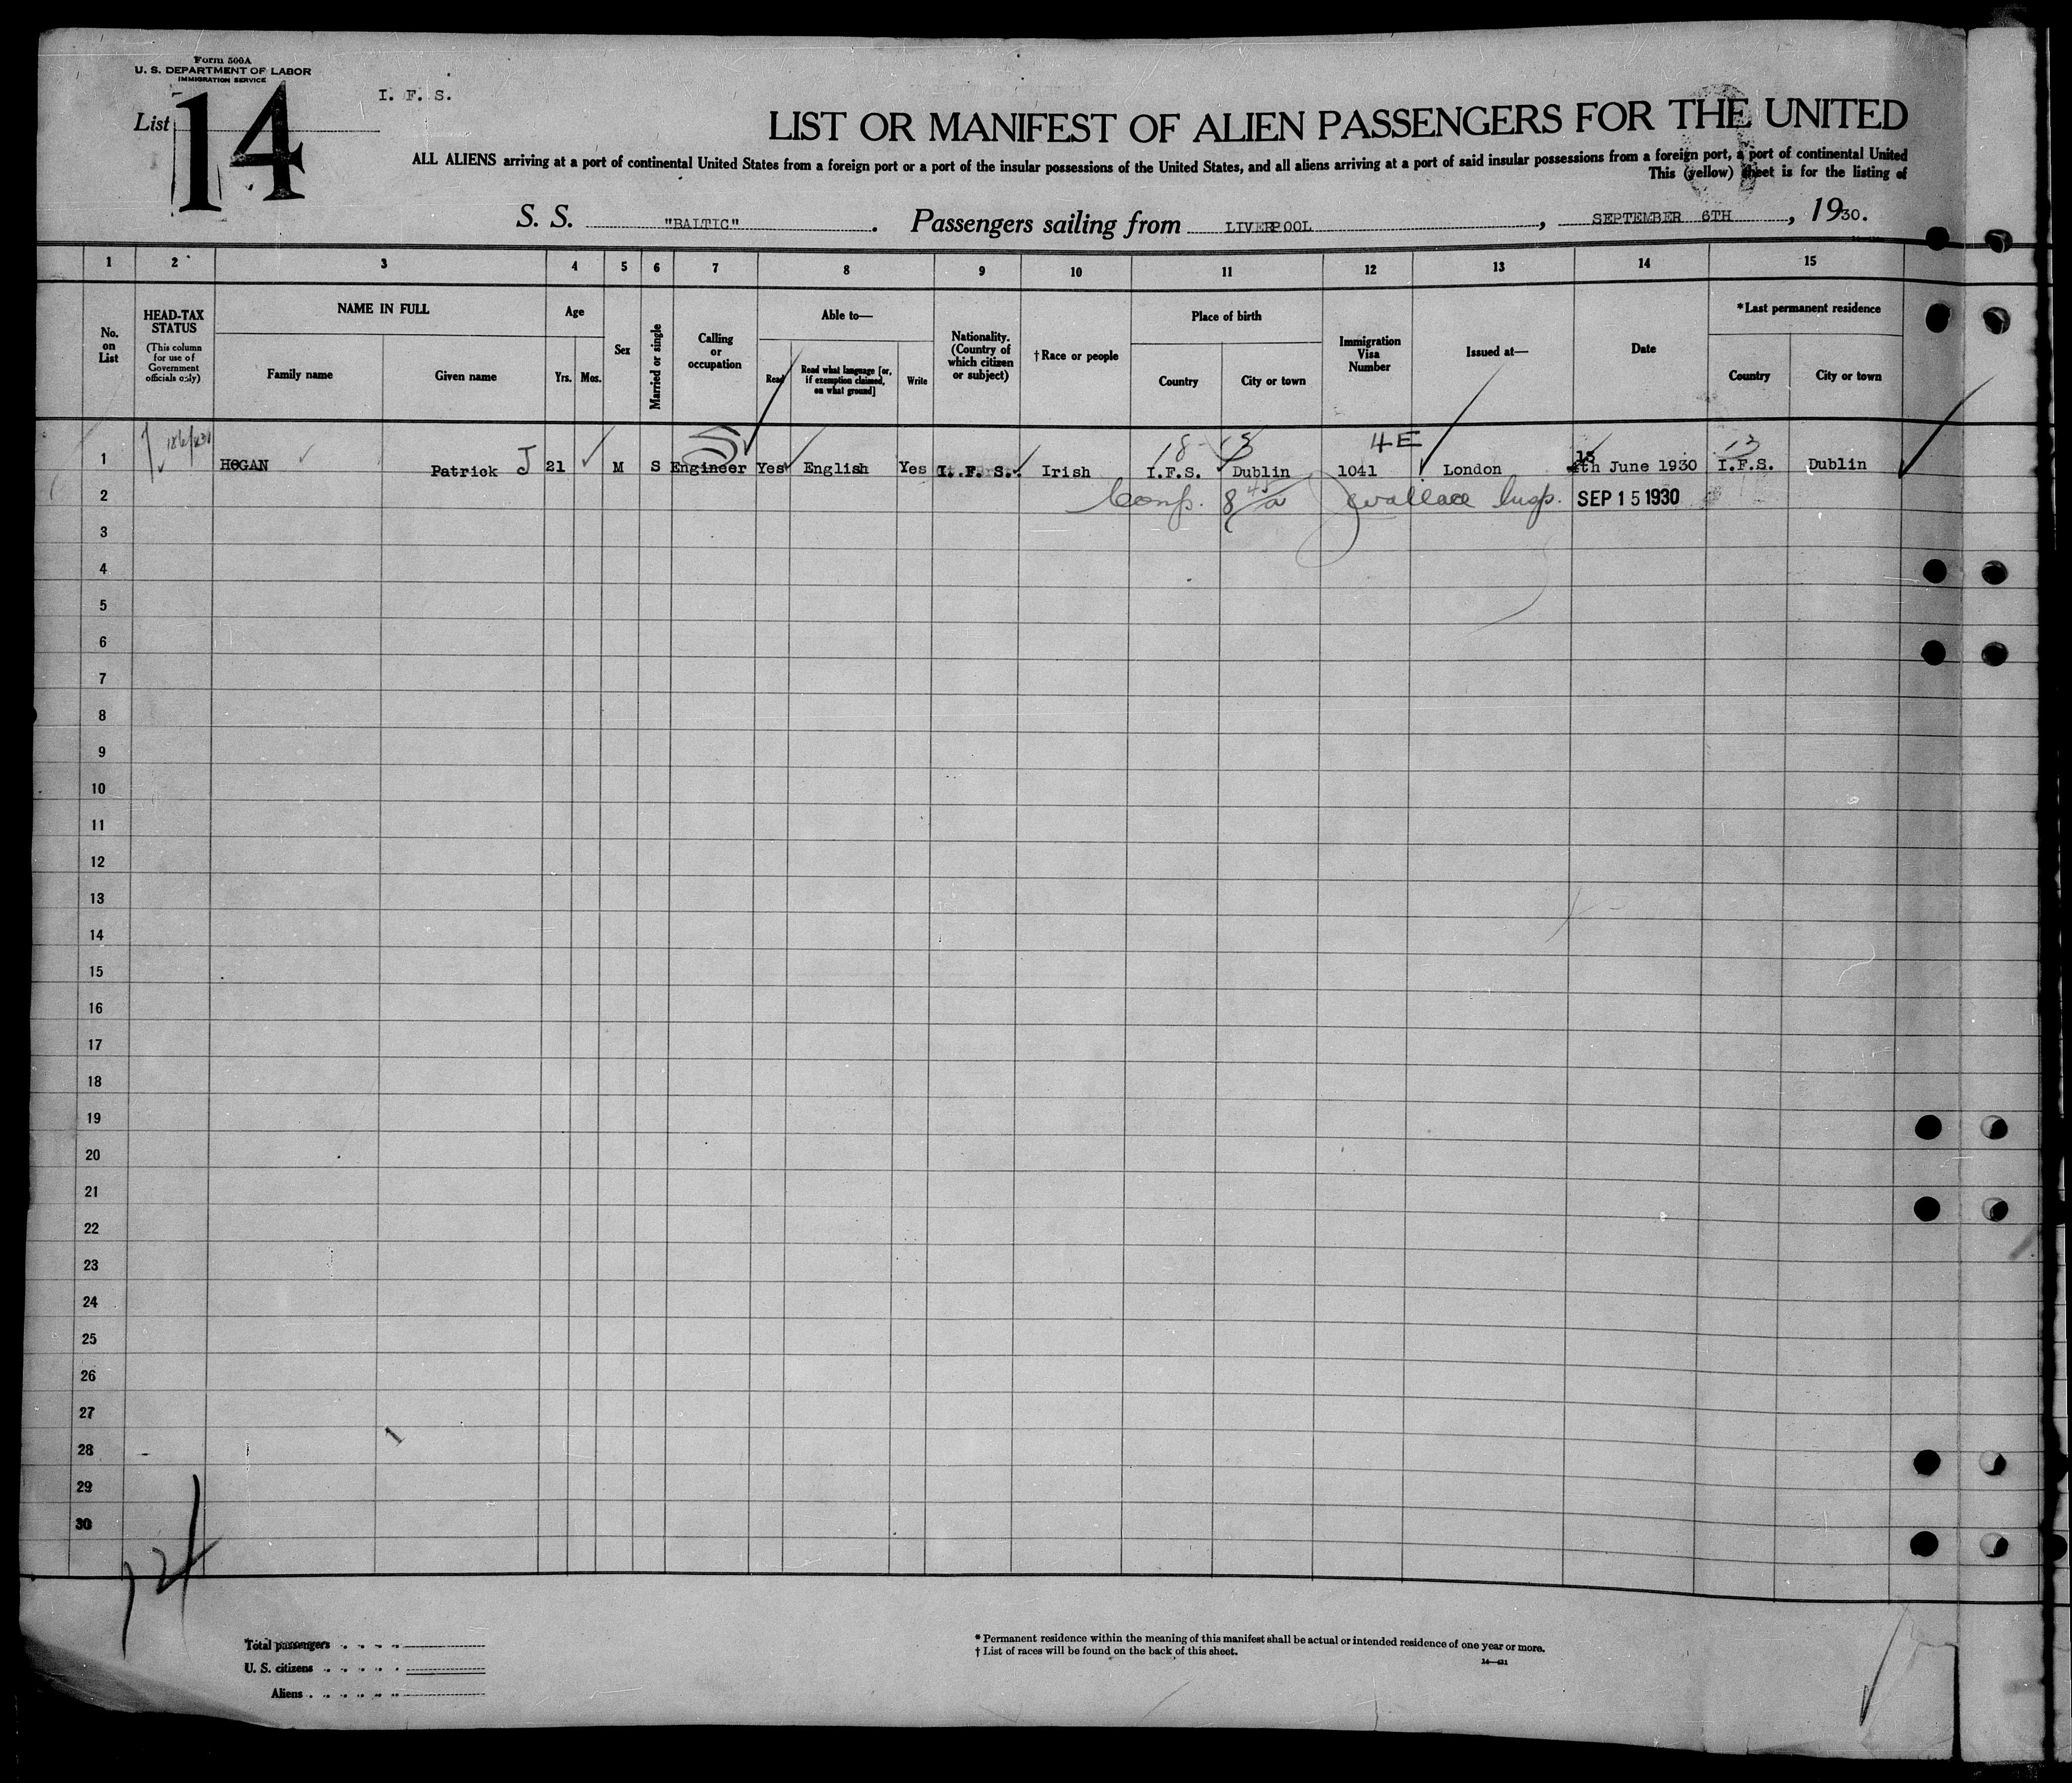 Form 500A
U. S. DEPARTMENT OF LABOR
IMMIGRATION SERVICE
I. F. S.
List 14
LIST OR MANIFEST OF ALIEN PASSENGERS FOR THE UNITED
ALL ALIENS arriving at a port of continental United States from a foreign port or a port of the insular possessions of the United States, and all aliens arriving at a port of said insular possessions from a foreign port, a port of continental United
This (yellow) sheet is for the listing of
S. S. "BALTIC". Passengers sailing from LIVERPOOL, SEPTEMBER 6TH, 1930.
1 2 3 4 5 6 7 8 9 10 11 12 13 14 15
No. on List
HEAD-TAX STATUS
(This column for use of Government officials only)
NAME IN FULL
Family name
Given name
Age
Yrs.
Mos.
Sex
Married or single
Calling or occupation
Able to—
Read
Read what language [or, if exemption claimed, on what ground]
Write
Nationality. (Country of which citizen or subject)
†Race or people
Place of birth
Country
City or town
Immigration Visa Number
Issued at—
Date
*Last permanent residence
Country
City or town
18 4E 13
1 HOGAN Patrick J 21 M S Engineer Yes English Yes I. F. S. Irish I.F.S. Dublin 1041 London June 1930 I.F.S. Dublin
2 Comp. 8 Wallace Insp. SEP 15 1930
3
4
5
6
7
8
9
10
11
12
13
14
15
16
17
18
19
20
21
22
23
24
25
26
27
28
29
30
Total passengers
U. S. citizens
Aliens
* Permanent residence within the meaning of this manifest shall be actual or intended residence of one year or more.
† List of races will be found on the back of this sheet.